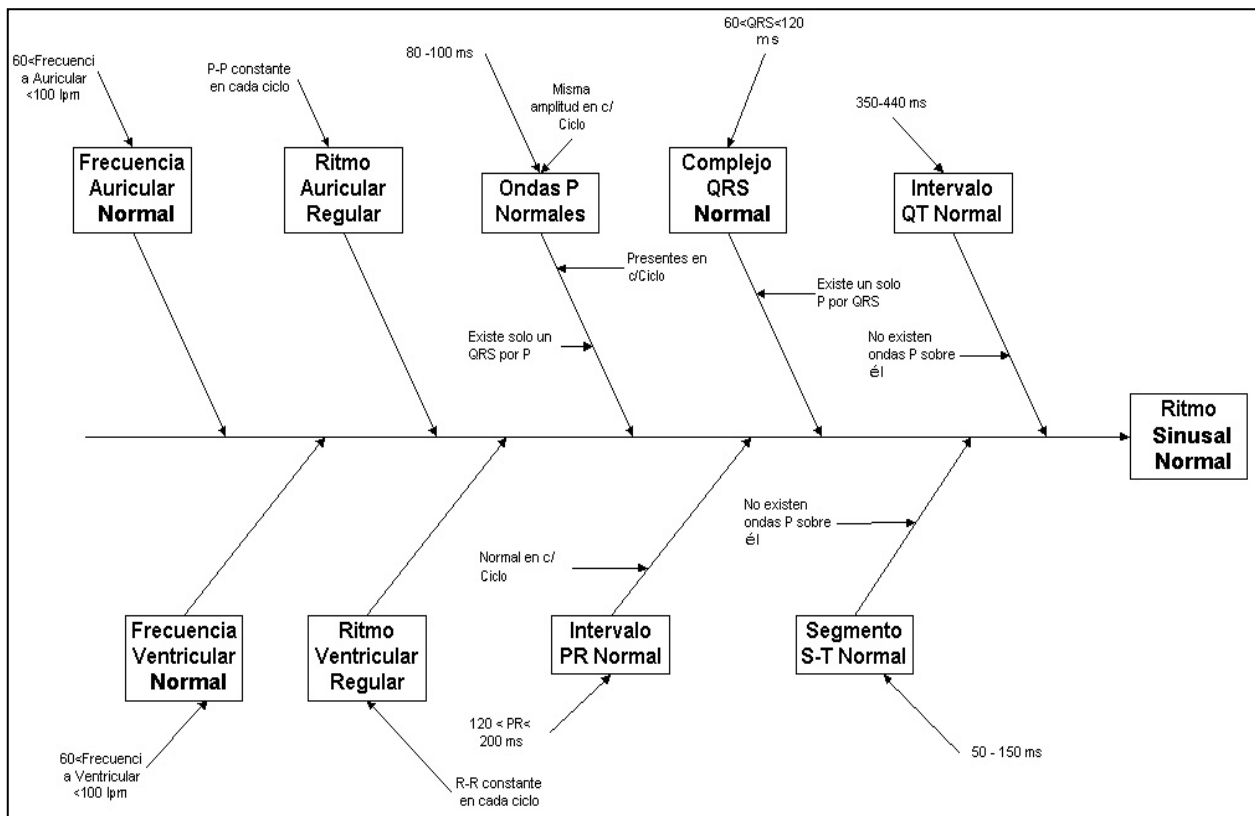 60<Frecuenci
a Auricular
<100 lpm
P-P constante
en cada ciclo
80 -100 ms
Misma
amplitud en c/
Ciclo
60<QRS<120
ms
350-440 ms
Frecuencia
Auricular
Normal
Ritmo
Auricular
Regular
Ondas P
Normales
Complejo
QRS
Normal
Intervalo
QT Normal
Presentes en
c/Ciclo
Existe solo un
QRS por P
Existe un solo
P por QRS
No existen
ondas P sobre
él
Ritmo
Sinusal
Normal
Normal en c/
Ciclo
No existen
ondas P sobre
él
Frecuencia
Ventricular
Normal
Ritmo
Ventricular
Regular
Intervalo
PR Normal
Segmento
S-T Normal
60<Frecuenci
a Ventricular
<100 lpm
R-R constante
en cada ciclo
120 < PR<
200 ms
50 - 150 ms